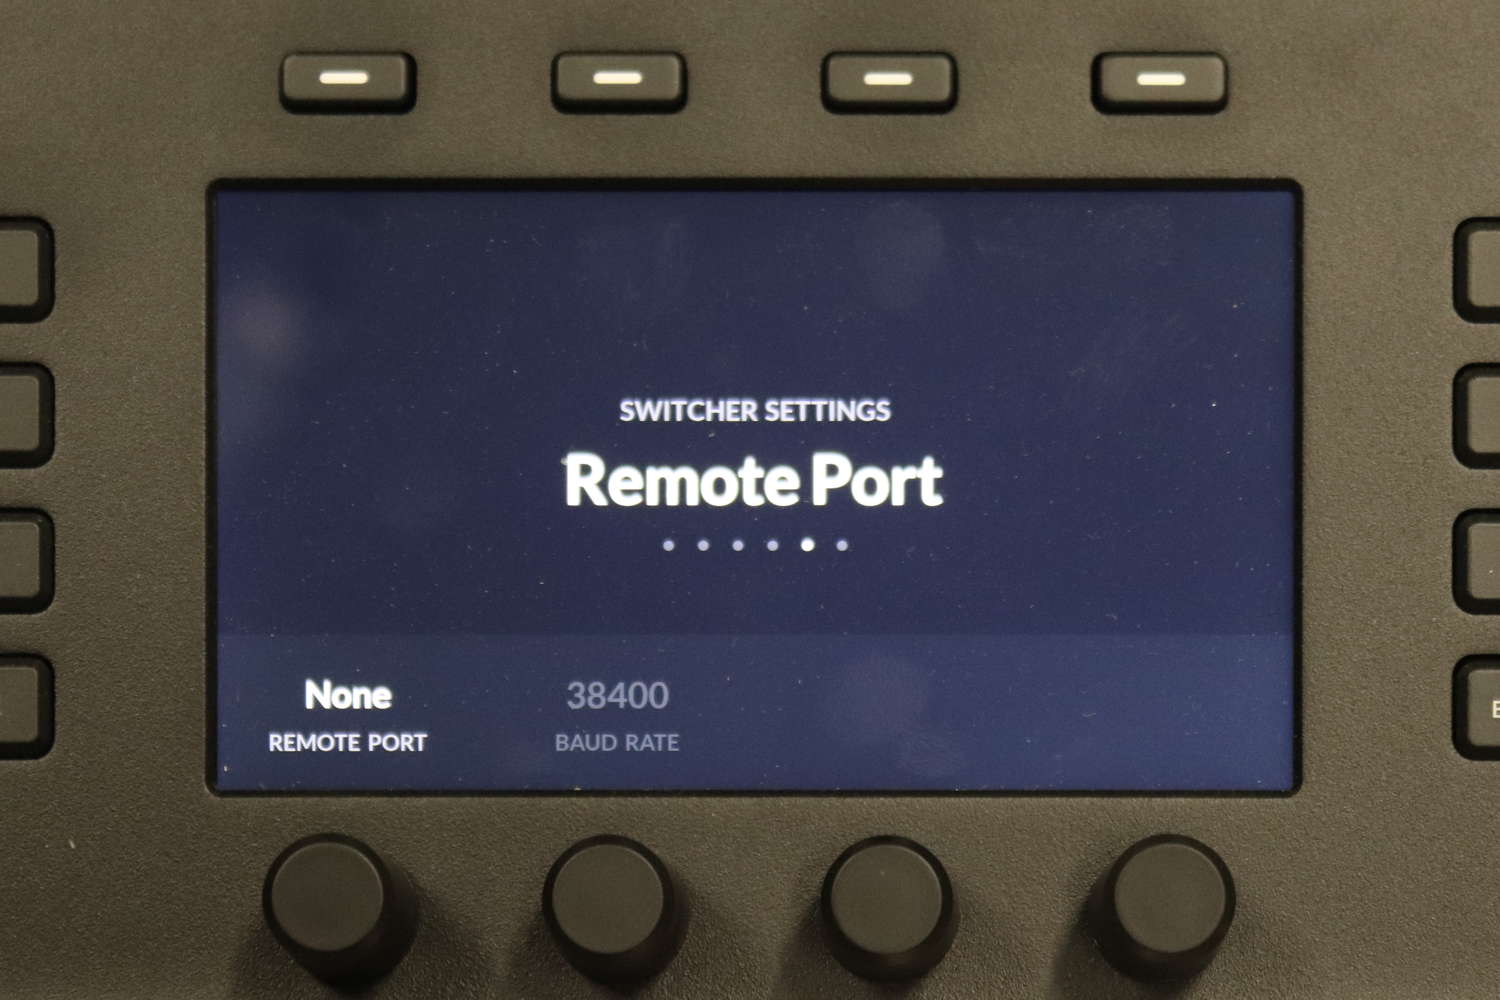 SWITCHER SETTINGS
Remote Port
None
38400
REMOTE PORT
BAUD RATE